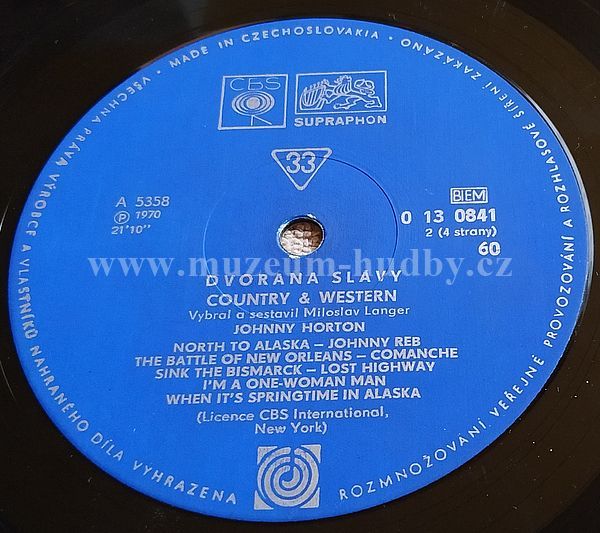 MADE IN CZECHOSLOVAKIA •
VŠECHNA PRÁVA VÝROBCE A VLASTNÍKŮ NAHRANÉHO DÍLA VYHRAZENA
ROZMNOŽOVÁNÍ, VEŘEJNÉ PROVOZOVÁNÍ A ROZHLASOVÉ ŠÍŘENÍ ZAKÁZÁNO •
CBS
SUPRAPHON
33
A 5358
Ⓟ 1970
21'10"
BIEM
0 13 0841
2 (4 strany)
60
www.muzeum-hudby.cz
DVORANA SLÁVY
COUNTRY & WESTERN
Vybral a sestavil Miloslav Langer
JOHNNY HORTON
NORTH TO ALASKA – JOHNNY REB
THE BATTLE OF NEW ORLEANS – COMANCHE
SINK THE BISMARCK – LOST HIGHWAY
I'M A ONE-WOMAN MAN
WHEN IT'S SPRINGTIME IN ALASKA
(Licence CBS International,
New York)